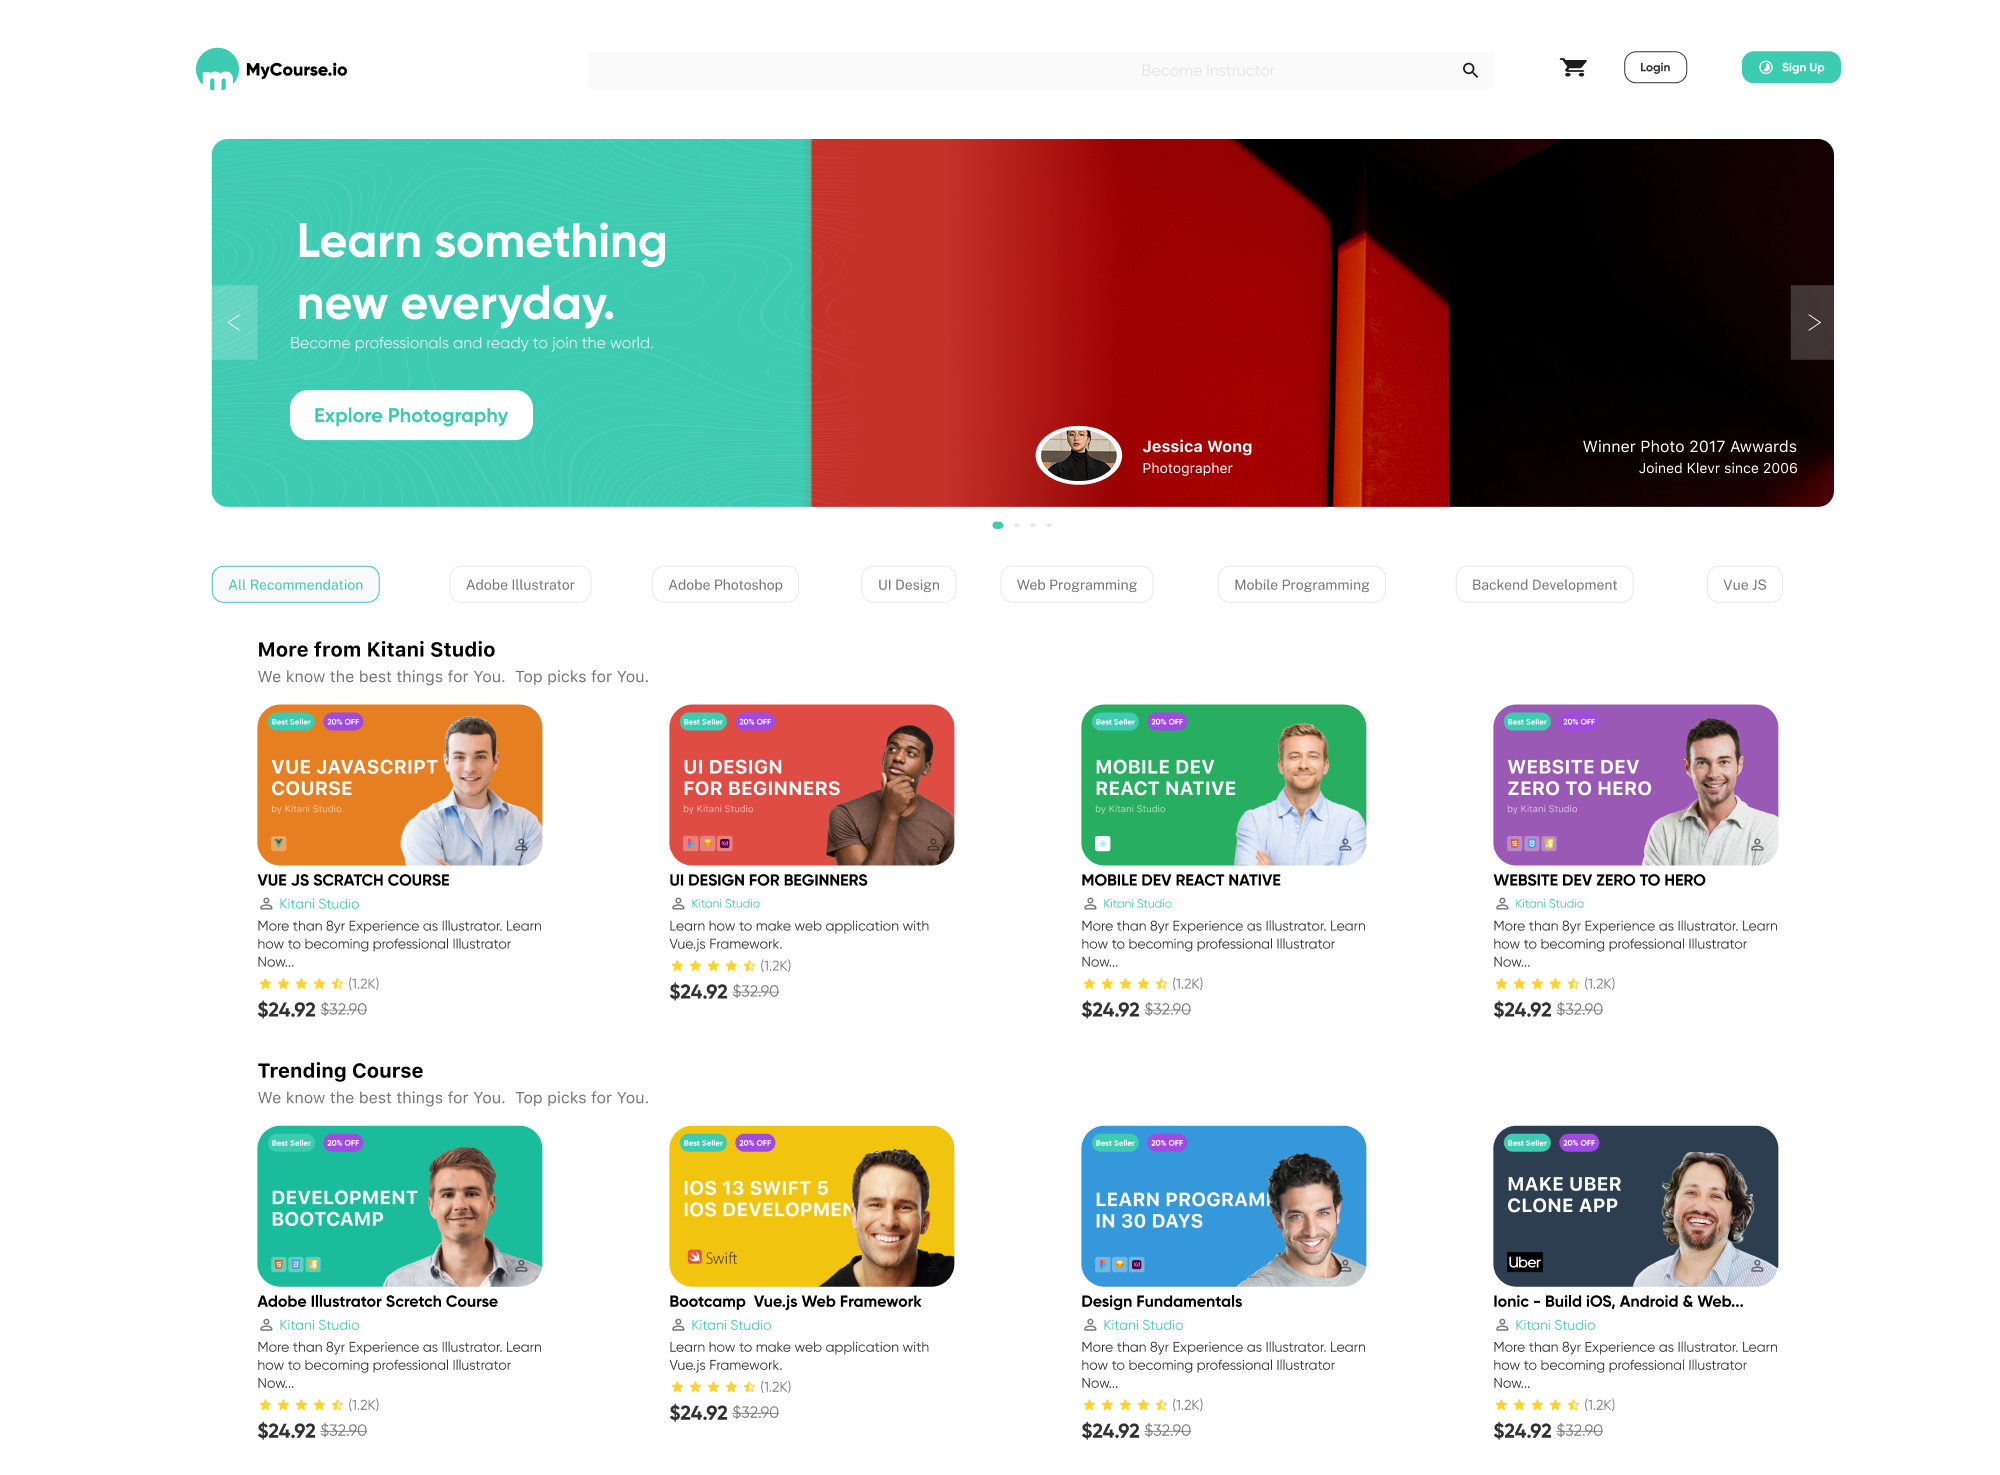 MyCourse.io
Become Instructor
Login
Sign Up
Learn something
new everyday.
Become professionals and ready to join the world.
Explore Photography
Jessica Wong
Photographer
Winner Photo 2017 Awwards
Joined Klevr since 2006
All Recommendation
Adobe Illustrator
Adobe Photoshop
UI Design
Web Programming
Mobile Programming
Backend Development
Vue JS
More from Kitani Studio
We know the best things for You.  Top picks for You.
Best Seller
20% OFF
VUE JAVASCRIPT
COURSE
by Kitani Studio
VUE JS SCRATCH COURSE
Kitani Studio
More than 8yr Experience as Illustrator. Learn
how to becoming professional Illustrator
Now...
(1.2K)
$24.92 $32.90
Best Seller
20% OFF
UI DESIGN
FOR BEGINNERS
by Kitani Studio
Xd
UI DESIGN FOR BEGINNERS
Kitani Studio
Learn how to make web application with
Vue.js Framework.
(1.2K)
$24.92 $32.90
Best Seller
20% OFF
MOBILE DEV
REACT NATIVE
by Kitani Studio
MOBILE DEV REACT NATIVE
Kitani Studio
More than 8yr Experience as Illustrator. Learn
how to becoming professional Illustrator
Now...
(1.2K)
$24.92 $32.90
Best Seller
20% OFF
WEBSITE DEV
ZERO TO HERO
by Kitani Studio
WEBSITE DEV ZERO TO HERO
Kitani Studio
More than 8yr Experience as Illustrator. Learn
how to becoming professional Illustrator
Now...
(1.2K)
$24.92 $32.90
Trending Course
We know the best things for You.  Top picks for You.
Best Seller
20% OFF
DEVELOPMENT
BOOTCAMP
Adobe Illustrator Scretch Course
Kitani Studio
More than 8yr Experience as Illustrator. Learn
how to becoming professional Illustrator
Now...
(1.2K)
$24.92 $32.90
Best Seller
20% OFF
IOS 13 SWIFT 5
IOS DEVELOPMEN
Swift
Bootcamp  Vue.js Web Framework
Kitani Studio
Learn how to make web application with
Vue.js Framework.
(1.2K)
$24.92 $32.90
Best Seller
20% OFF
LEARN PROGRAM
IN 30 DAYS
Xd
Design Fundamentals
Kitani Studio
More than 8yr Experience as Illustrator. Learn
how to becoming professional Illustrator
Now...
(1.2K)
$24.92 $32.90
Best Seller
20% OFF
MAKE UBER
CLONE APP
Uber
Ionic - Build iOS, Android & Web...
Kitani Studio
More than 8yr Experience as Illustrator. Learn
how to becoming professional Illustrator
Now...
(1.2K)
$24.92 $32.90